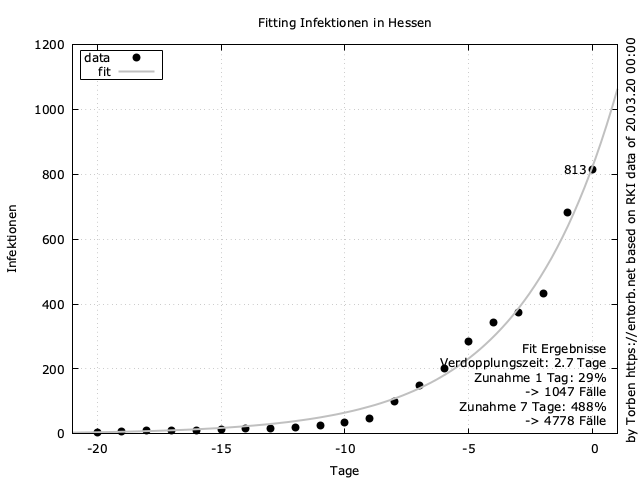 Fitting Infektionen in Hessen
1200
1000
800
600
400
200
0
data
fit
813
Fit Ergebnisse
Verdopplungszeit: 2.7 Tage
Zunahme 1 Tag: 29%
-> 1047 Fälle
Zunahme 7 Tage: 488%
-> 4778 Fälle
-20
-15
-10
-5
0
Tage
Infektionen
by Torben https://entorb.net based on RKI data of 20.03.20 00:00